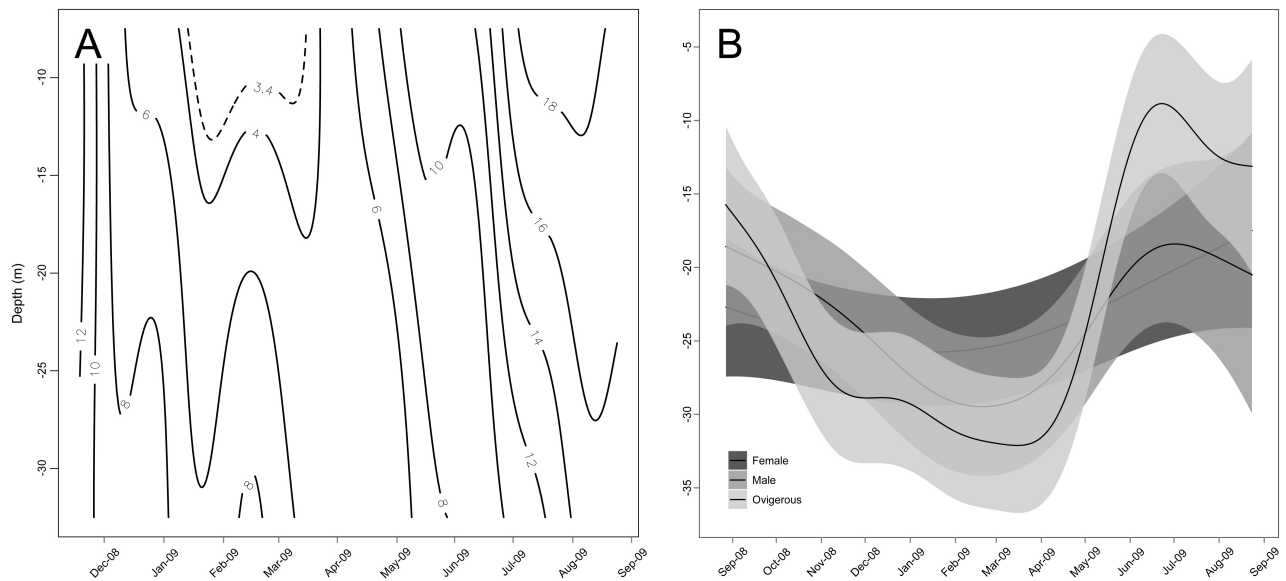 A
Depth (m)
-10
-15
-20
-25
-30
12
10
8
6
3.4
4
8
6
8
10
12
14
16
18
Dec-08
Jan-09
Feb-09
Mar-09
Apr-09
May-09
Jun-09
Jul-09
Aug-09
Sep-09
B
-5
-10
-15
-20
-25
-30
-35
Female
Male
Ovigerous
Sep-08
Oct-08
Nov-08
Dec-08
Jan-09
Feb-09
Mar-09
Apr-09
May-09
Jun-09
Jul-09
Aug-09
Sep-09